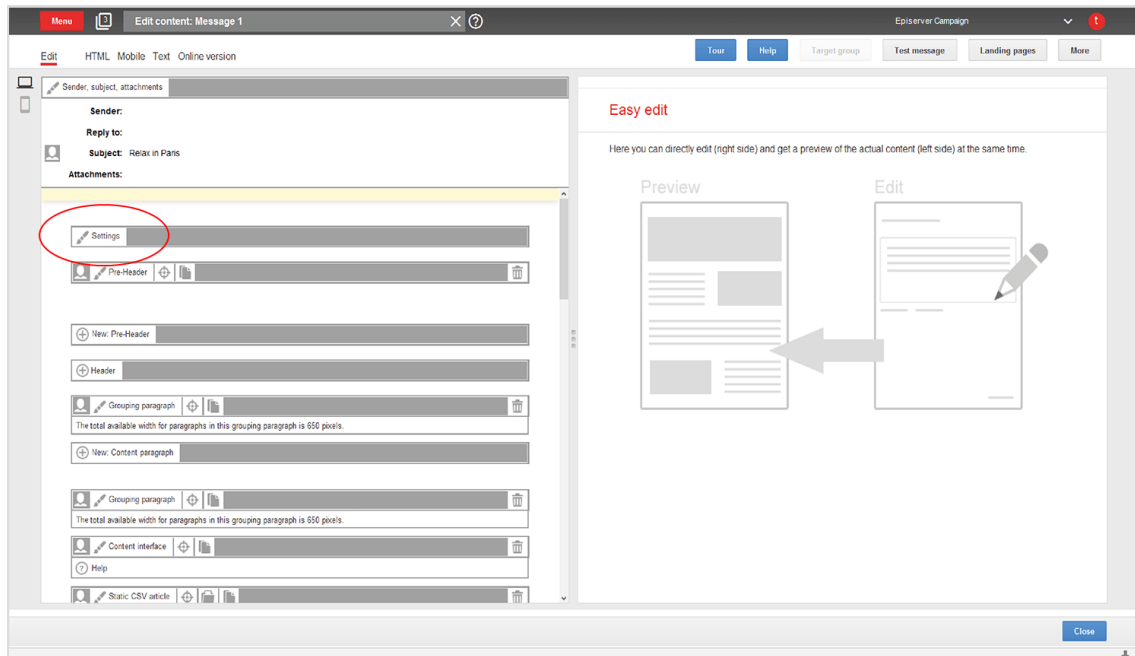 Menu 3 Edit content: Message 1 Episerver Campaign t
Edit HTML Mobile Text Online version Tour Help Target group Test message Landing pages More
Sender, subject, attachments
Sender:
Reply to:
Subject: Relax in Paris
Attachments:
Settings
Pre-Header
New: Pre-Header
Header
Grouping paragraph
The total available width for paragraphs in this grouping paragraph is 650 pixels.
New: Content paragraph
Grouping paragraph
The total available width for paragraphs in this grouping paragraph is 650 pixels.
Content interface
? Help
Static CSV article
Easy edit
Here you can directly edit (right side) and get a preview of the actual content (left side) at the same time.
Preview Edit
Close